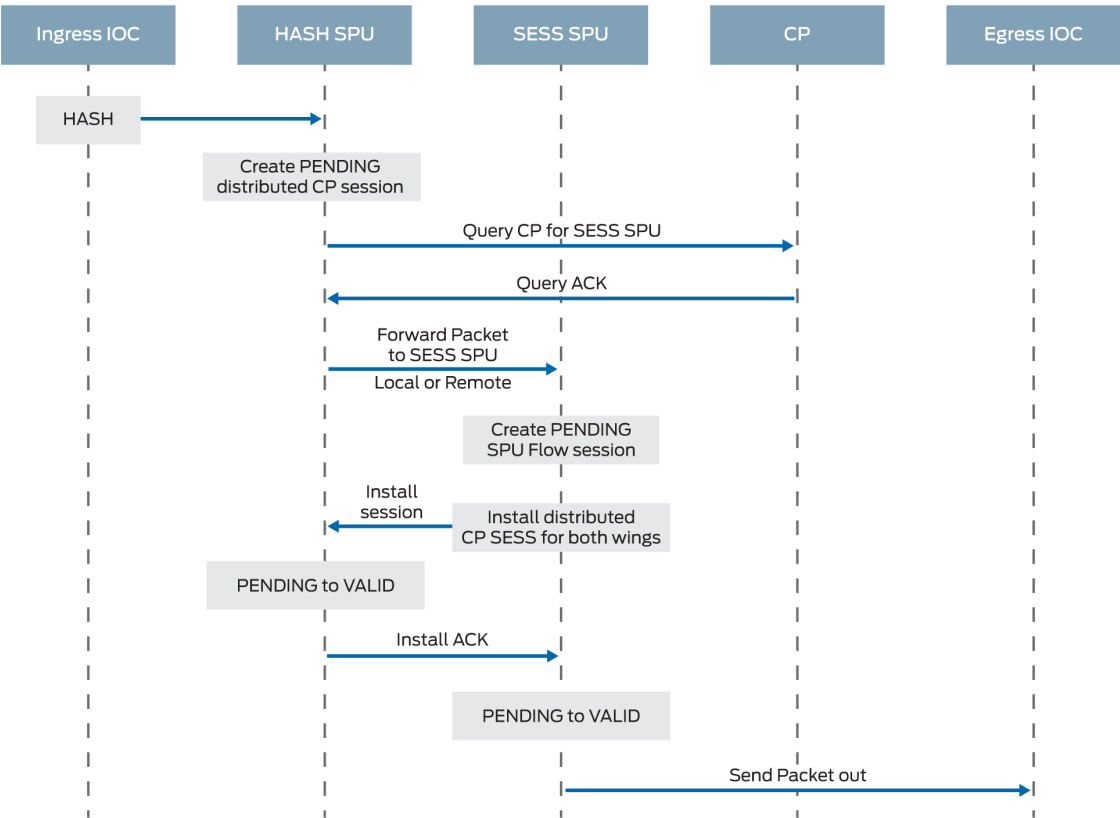 Ingress IOC
HASH SPU
SESS SPU
CP
Egress IOC
HASH
Create PENDING
distributed CP session
Query CP for SESS SPU
Query ACK
Forward Packet
to SESS SPU
Local or Remote
Create PENDING
SPU Flow session
Install
session
Install distributed
CP SESS for both wings
PENDING to VALID
Install ACK
PENDING to VALID
Send Packet out